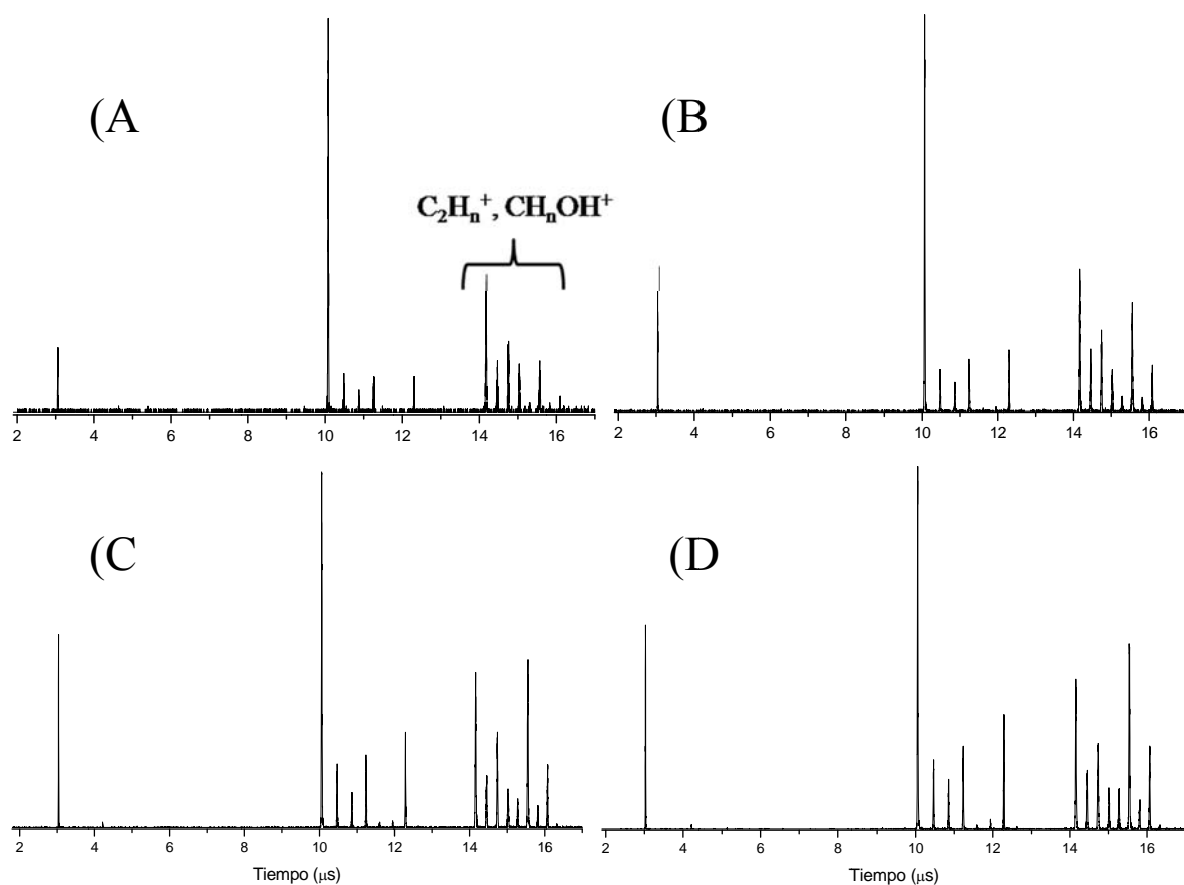 (A
(B
C₂Hₙ⁺, CHₙOH⁺
2 4 6 8 10 12 14 16
2 4 6 8 10 12 14 16
(C
(D
2 4 6 8 10 12 14 16
0 2 4 6 8 10 12 14 16
Tiempo (μs)
Tiempo (μs)